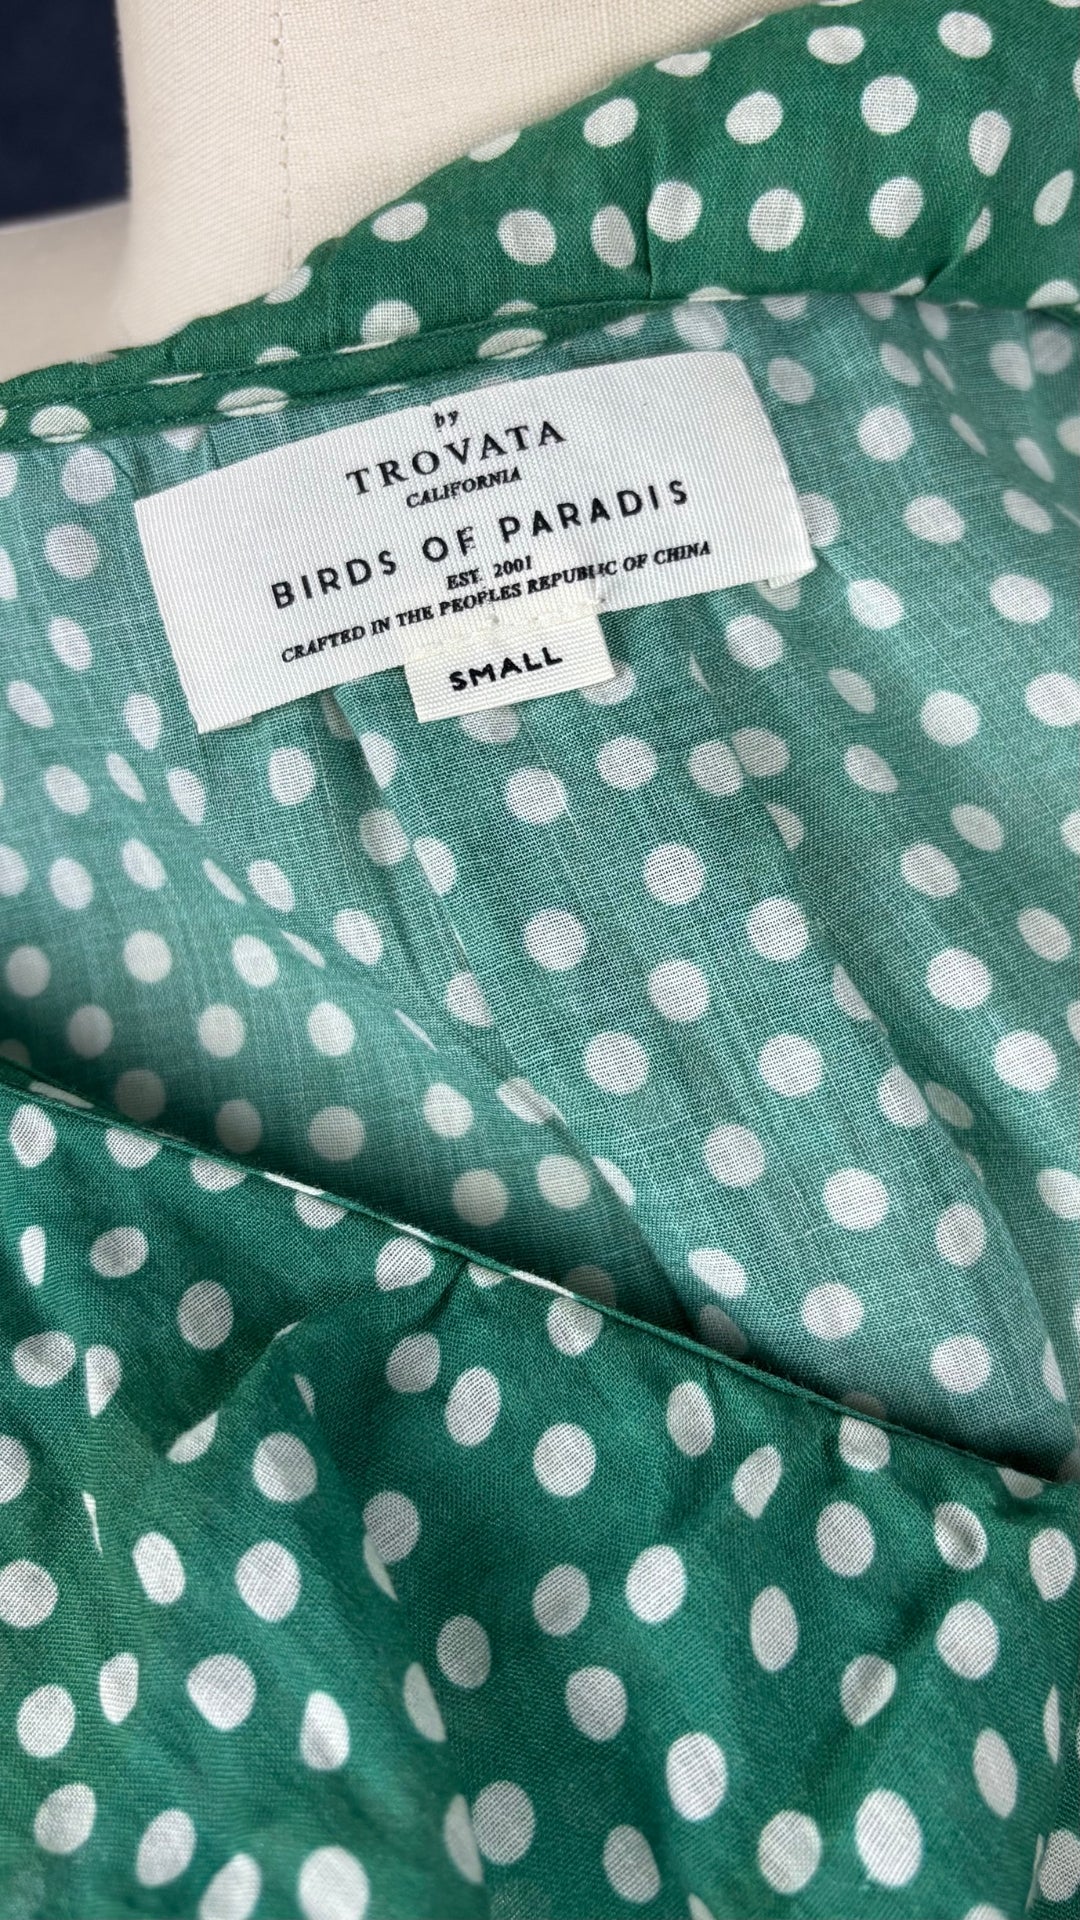 by
TROVATA
CALIFORNIA
BIRDS OF PARADIS
EST. 2001
CRAFTED IN THE PEOPLES REPUBLIC OF CHINA
SMALL